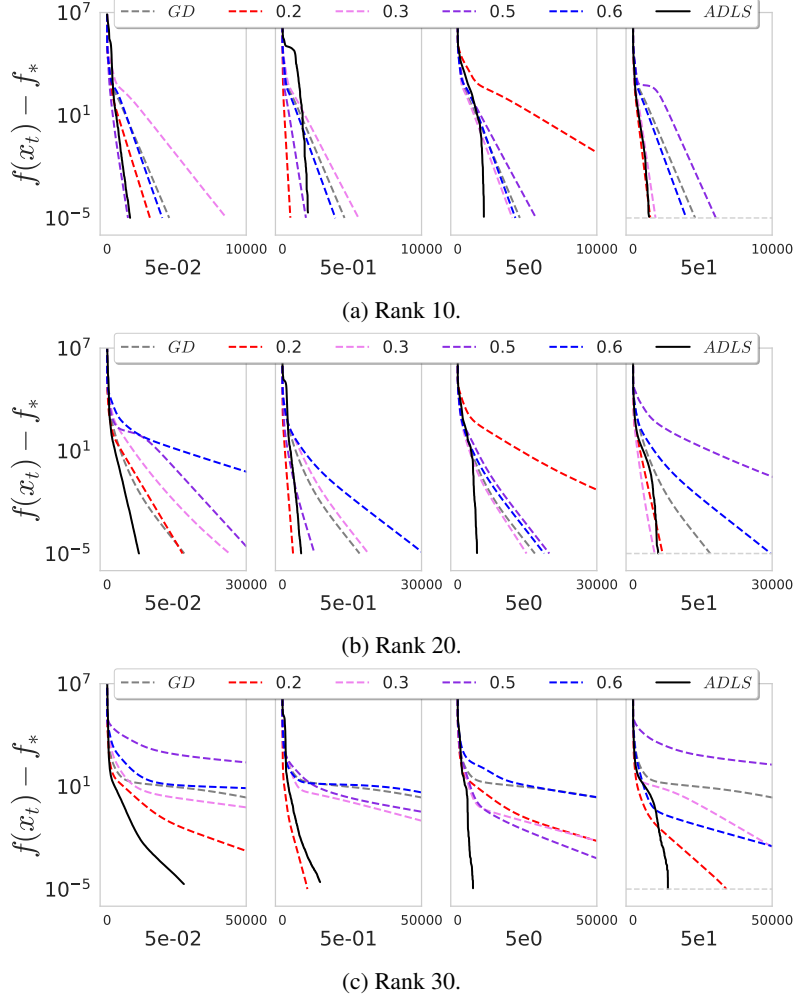 GD 0.2 0.3 0.5 0.6 ADLS
10^7
10^1
10^{-5}
f(x_t) − f_*
0 10000 0 10000 0 10000 0 10000
5e-02 5e-01 5e0 5e1
(a) Rank 10.
GD 0.2 0.3 0.5 0.6 ADLS
10^7
10^1
10^{-5}
f(x_t) − f_*
0 30000 0 30000 0 30000 0 30000
5e-02 5e-01 5e0 5e1
(b) Rank 20.
GD 0.2 0.3 0.5 0.6 ADLS
10^7
10^1
10^{-5}
f(x_t) − f_*
0 50000 0 50000 0 50000 0 50000
5e-02 5e-01 5e0 5e1
(c) Rank 30.